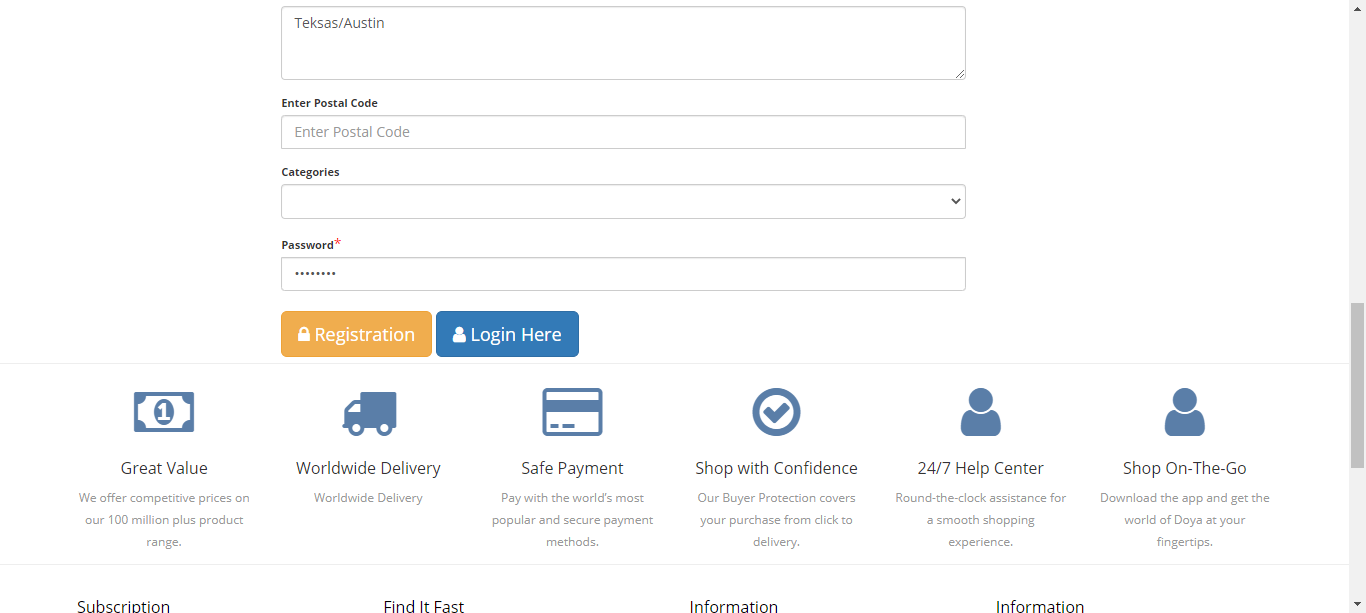 Teksas/Austin
Enter Postal Code
Enter Postal Code
Categories
Password*
••••••••
Registration
Login Here
1
Great Value
Worldwide Delivery
Safe Payment
Shop with Confidence
24/7 Help Center
Shop On-The-Go
We offer competitive prices on
our 100 million plus product
range.
Worldwide Delivery
Pay with the world's most
popular and secure payment
methods.
Our Buyer Protection covers
your purchase from click to
delivery.
Round-the-clock assistance for
a smooth shopping
experience.
Download the app and get the
world of Doya at your
fingertips.
Subscription
Find It Fast
Information
Information